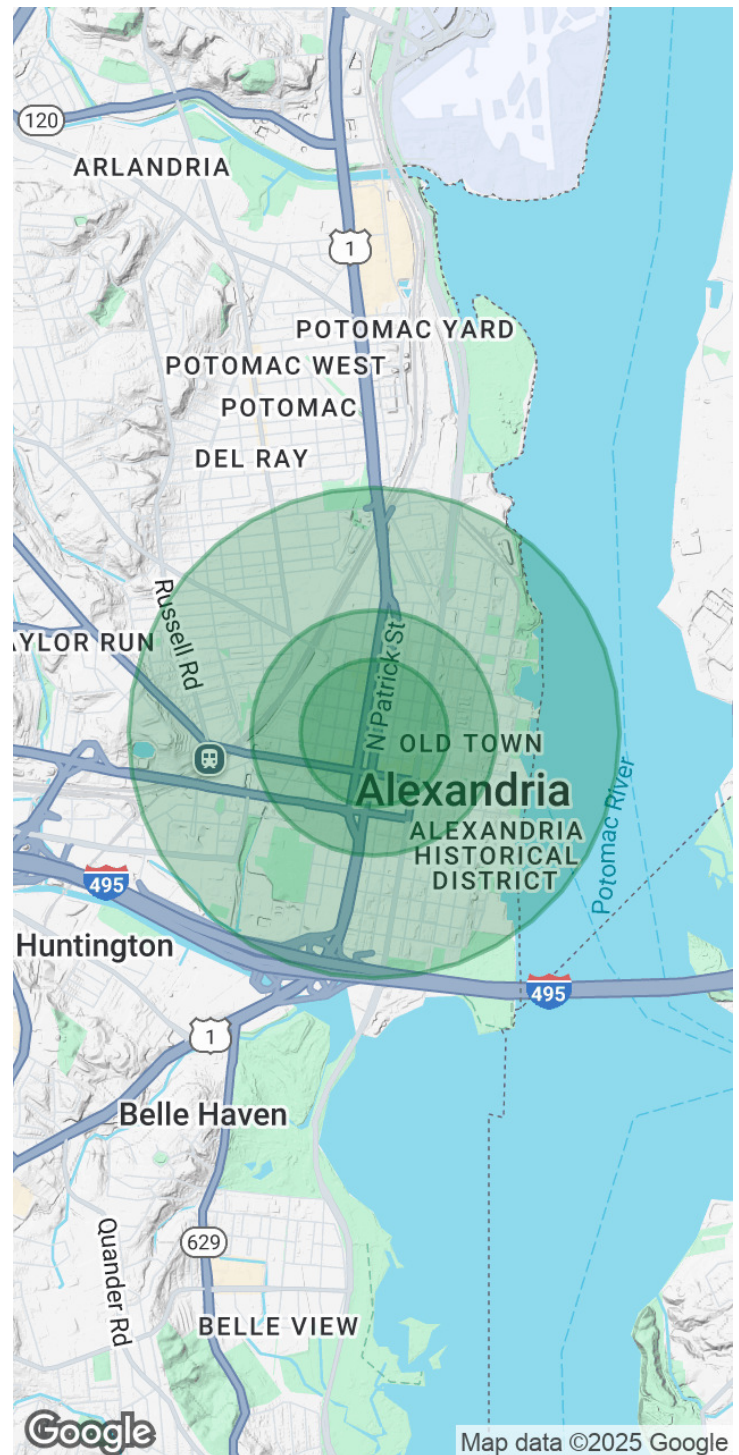 120
ARLANDRIA
1
POTOMAC YARD
POTOMAC WEST
POTOMAC
DEL RAY
Russell Rd
AYLOR RUN
N Patrick St
OLD TOWN
Alexandria
ALEXANDRIA
HISTORICAL
DISTRICT
Potomac River
495
Huntington
495
1
Belle Haven
629
Quander Rd
BELLE VIEW
Google
Map data ©2025 Google